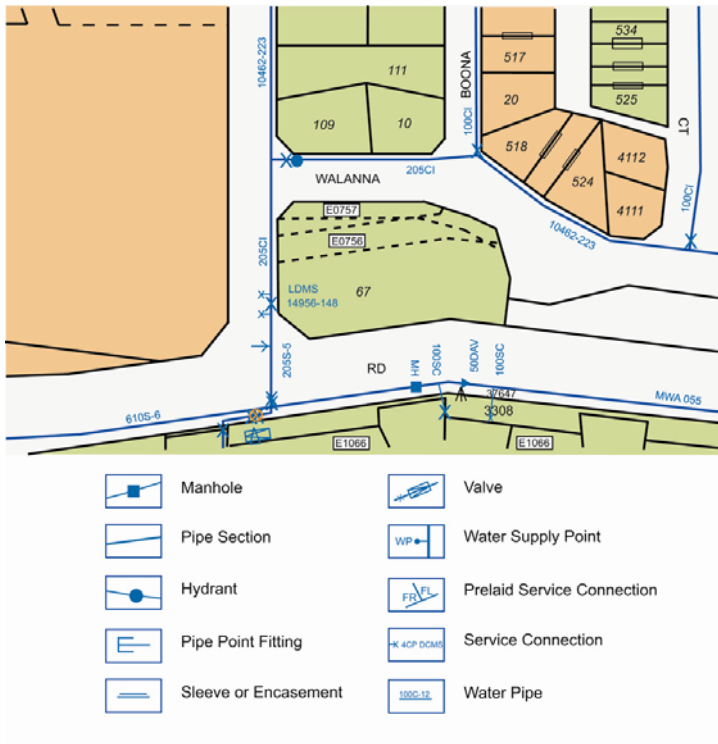 534
517
10462-223
BOONA
111
525
20
100CI
109
10
518
CT
4112
524
4111
205CI
WALANNA
100CI
E0757
E0756
10462-223
205CI
67
LDMS
14956-148
205S-5
RD
MH
100SC
50DAV
100SC
37647
3308
MWA 055
610S-6
E1066
E1066
Manhole
Valve
Pipe Section
WP
Water Supply Point
Hydrant
FR FL
Prelaid Service Connection
Pipe Point Fitting
4CP DCMS
Service Connection
Sleeve or Encasement
100C-12
Water Pipe